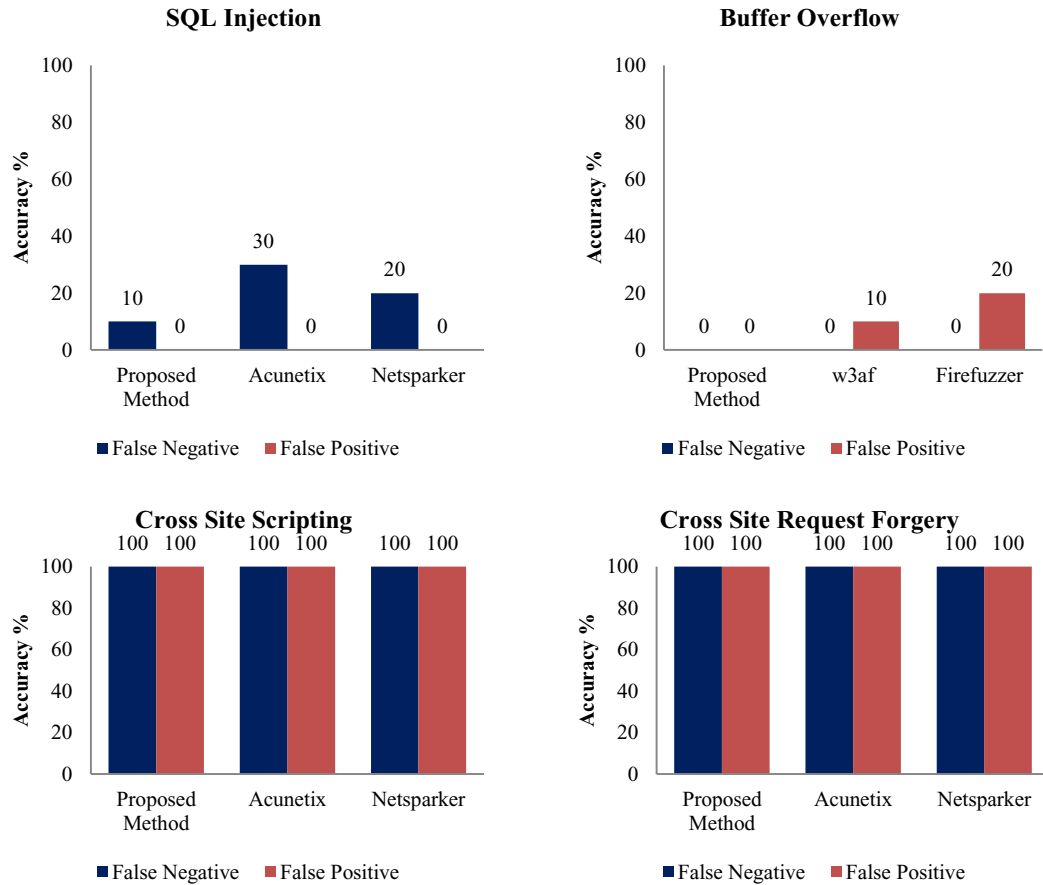 SQL Injection
Accuracy %
100
80
60
40
20
0
10
0
30
0
20
0
Proposed Method
Acunetix
Netsparker
False Negative
False Positive
Buffer Overflow
Accuracy %
100
80
60
40
20
0
0
0
0
10
0
20
Proposed Method
w3af
Firefuzzer
False Negative
False Positive
Cross Site Scripting
Accuracy %
100
80
60
40
20
0
100
100
100
100
100
100
Proposed Method
Acunetix
Netsparker
False Negative
False Positive
Cross Site Request Forgery
Accuracy %
100
80
60
40
20
0
100
100
100
100
100
100
Proposed Method
Acunetix
Netsparker
False Negative
False Positive